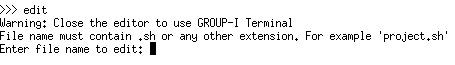 >>> edit
Warning: Close the editor to use GROUP-I Terminal
File name must contain .sh or any other extension. For example 'project.sh'
Enter file name to edit: